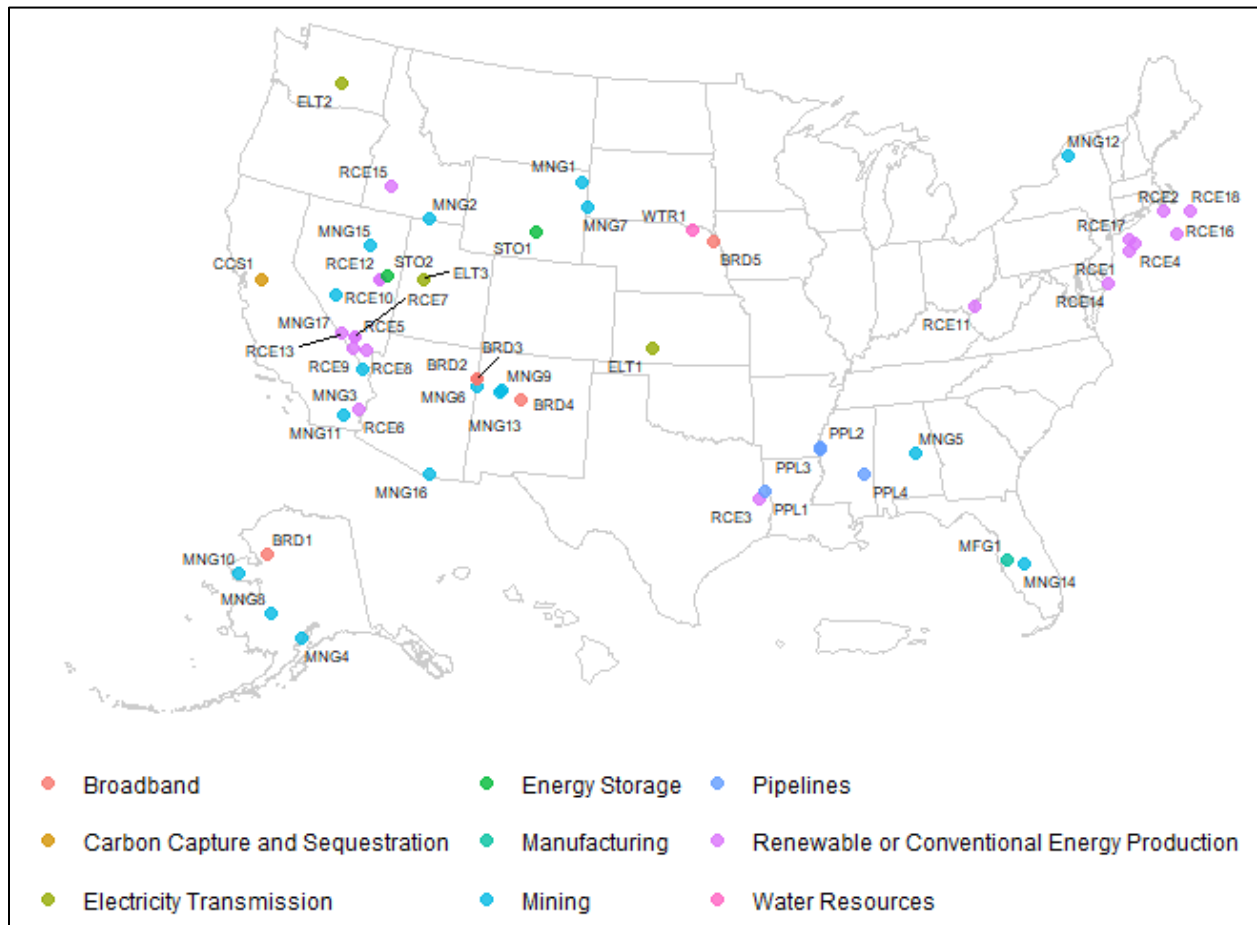 ELT2
MNG12
RCE15
MNG1
RCE2
RCE18
MNG2
WTR1
MNG7
RCE17
RCE16
MNG15
STO1
BRD5
RCE4
CCS1
RCE12
STO2
ELT3
RCE1
RCE10
RCE7
RCE14
MNG17
RCE5
RCE11
RCE13
BRD3
RCE9
RCE8
BRD2
ELT1
MNG9
MNG3
MNG6
BRD4
MNG13
MNG11
RCE6
PPL2
MNG5
PPL3
MNG16
PPL4
RCE3
PPL1
BRD1
MFG1
MNG10
MNG14
MNG8
MNG4
Broadband
Energy Storage
Pipelines
Carbon Capture and Sequestration
Manufacturing
Renewable or Conventional Energy Production
Electricity Transmission
Mining
Water Resources